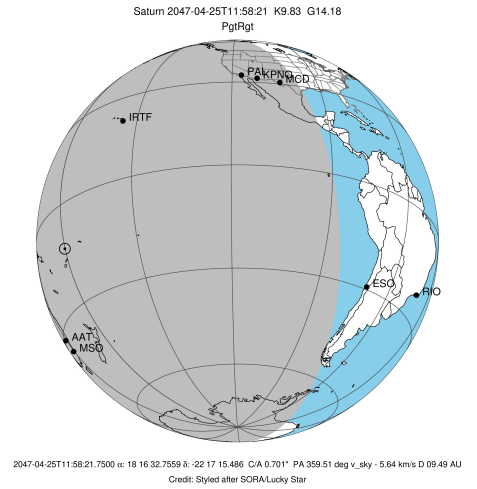 Saturn 2047-04-25T11:58:21 K9.83 G14.18
PgtRgt
PAL
KPNO
MCD
IRTF
ESO
RIO
AAT
MSO
2047-04-25T11:58:21.7500 α: 18 16 32.7559 δ: -22 17 15.486 C/A 0.701" PA 359.51 deg v_sky - 5.64 km/s D 09.49 AU
Credit: Styled after SORA/Lucky Star